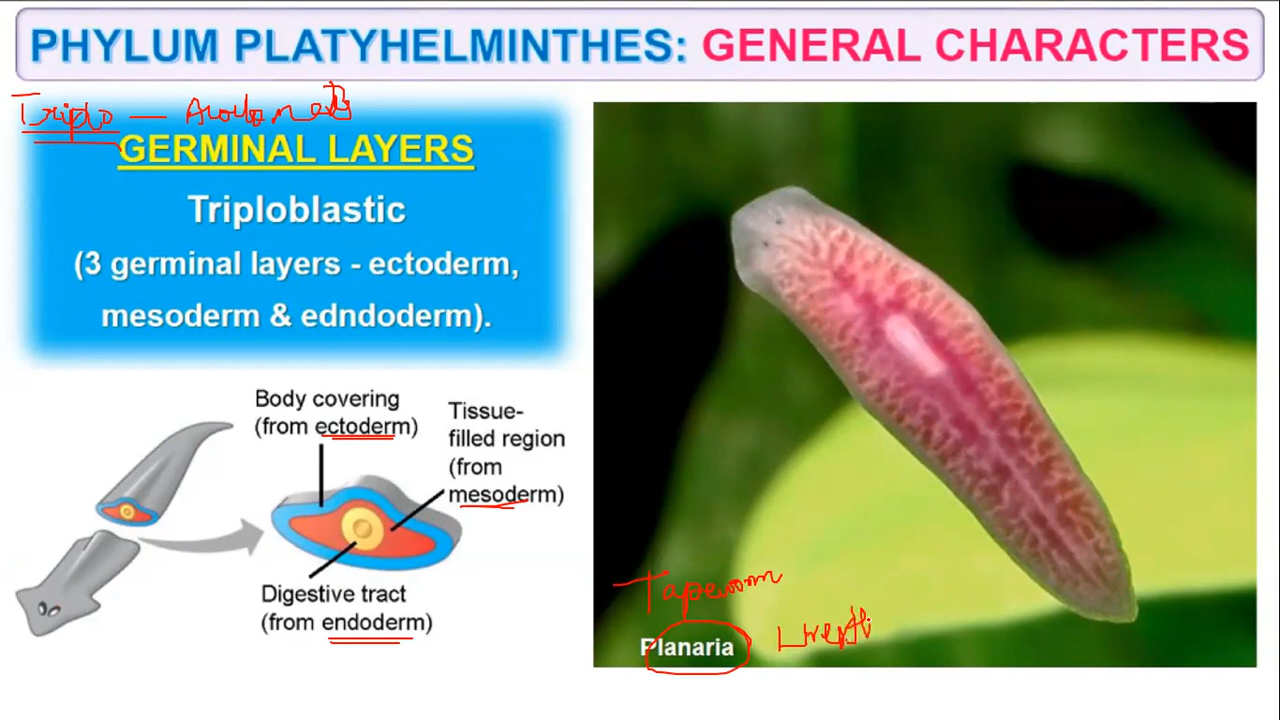 PHYLUM PLATYHELMINTHES: GENERAL CHARACTERS
Triplo —
GERMINAL LAYERS
Triploblastic
(3 germinal layers - ectoderm,
mesoderm & edndoderm).
Body covering
(from ectoderm)
Tissue-
filled region
(from
mesoderm)
Digestive tract
(from endoderm)
Tapeworm
Planaria